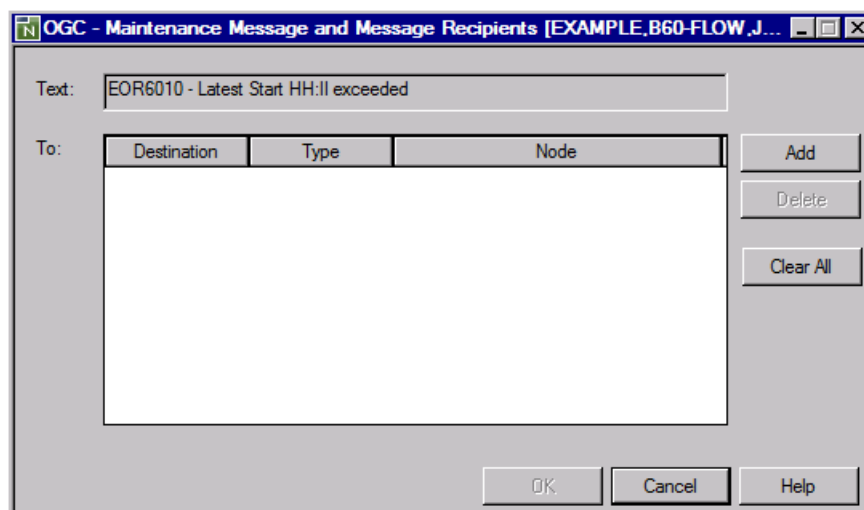 N OGC - Maintenance Message and Message Recipients [EXAMPLE,B60-FLOW,J...
Text: EOR6010 - Latest Start HH:II exceeded
To: Destination Type Node Add
Delete
Clear All
OK Cancel Help